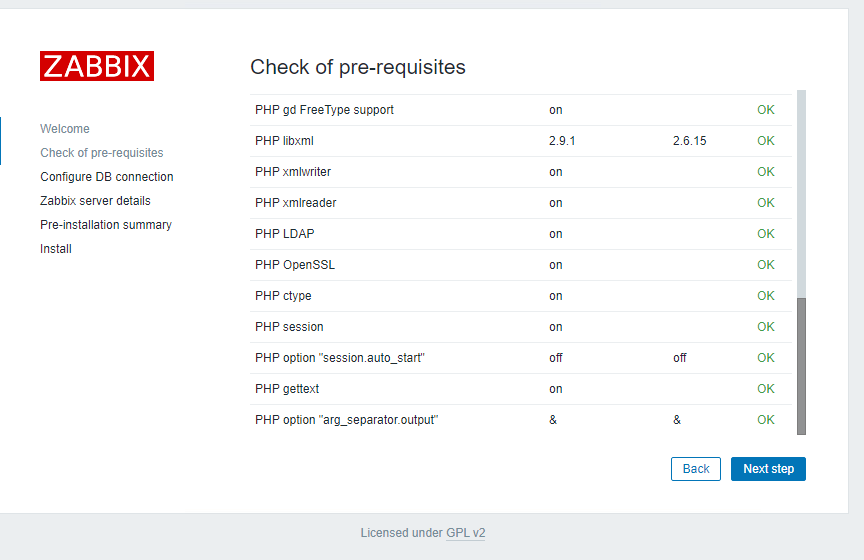 ZABBIX
Check of pre-requisites
Welcome
Check of pre-requisites
Configure DB connection
Zabbix server details
Pre-installation summary
Install
PHP gd FreeType support on OK
PHP libxml 2.9.1 2.6.15 OK
PHP xmlwriter on OK
PHP xmlreader on OK
PHP LDAP on OK
PHP OpenSSL on OK
PHP ctype on OK
PHP session on OK
PHP option "session.auto_start" off off OK
PHP gettext on OK
PHP option "arg_separator.output" & & OK
Back Next step
Licensed under GPL v2